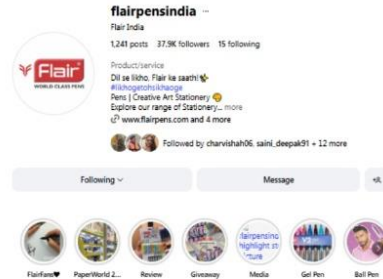 flairpensindia ...
Flair India
1,241 posts 37.9K followers 15 following
Flair
WORLD CLASS PENS
Product/service
Dil se likho, Flair ke saath!
#likhogetohsikhaoge
Pens | Creative Art Stationery
Explore our range of Stationery... more
www.flairpens.com and 4 more
Followed by charvishah06, saini_deepak91 + 12 more
Following
Message
FlairFans
PaperWorld 2...
Review
Giveaway
Media
Gel Pen
Ball Pen